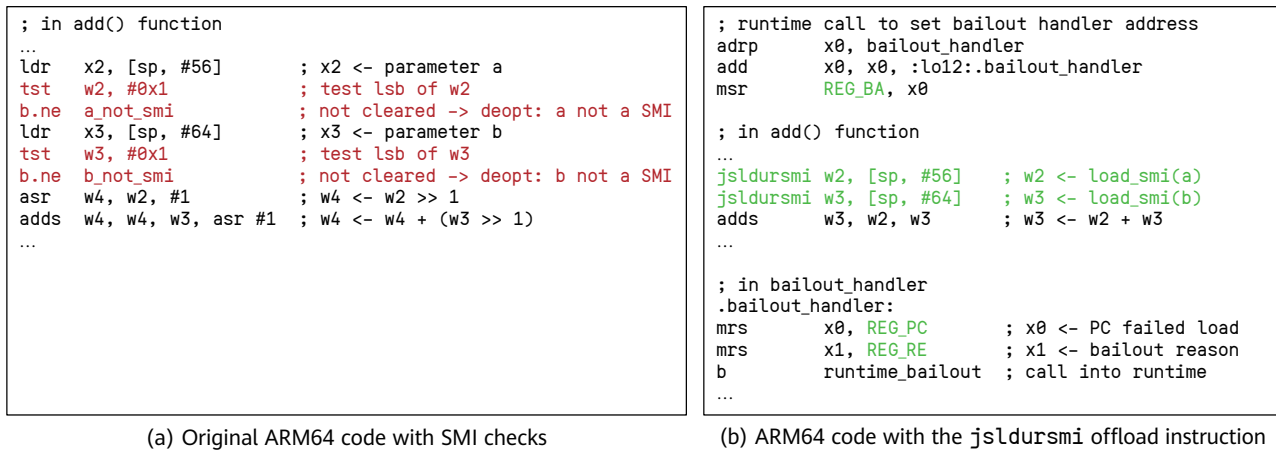 ; in add() function
…
ldr x2, [sp, #56] ; x2 <- parameter a
tst w2, #0x1 ; test lsb of w2
b.ne a_not_smi ; not cleared -> deopt: a not a SMI
ldr x3, [sp, #64] ; x3 <- parameter b
tst w3, #0x1 ; test lsb of w3
b.ne b_not_smi ; not cleared -> deopt: b not a SMI
asr w4, w2, #1 ; w4 <- w2 >> 1
adds w4, w4, w3, asr #1 ; w4 <- w4 + (w3 >> 1)
…
(a) Original ARM64 code with SMI checks
; runtime call to set bailout handler address
adrp x0, bailout_handler
add x0, x0, :lo12:.bailout_handler
msr REG_BA, x0
; in add() function
…
jsldursmi w2, [sp, #56] ; w2 <- load_smi(a)
jsldursmi w3, [sp, #64] ; w3 <- load_smi(b)
adds w3, w2, w3 ; w3 <- w2 + w3
…
; in bailout_handler
.bailout_handler:
mrs x0, REG_PC ; x0 <- PC failed load
mrs x1, REG_RE ; x1 <- bailout reason
b runtime_bailout ; call into runtime
…
(b) ARM64 code with the jsldursmi offload instruction